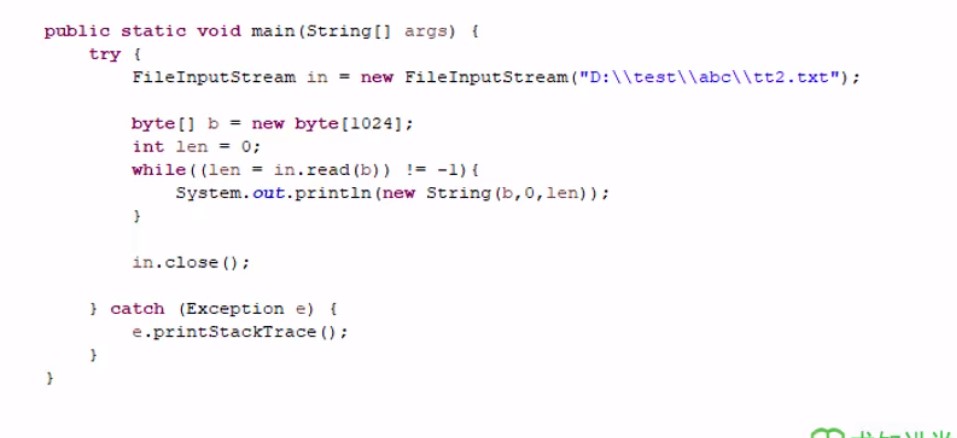 public static void main(String[] args) {
try {
FileInputStream in = new FileInputStream("D:\\test\\abc\\tt2.txt");
byte[] b = new byte[1024];
int len = 0;
while((len = in.read(b)) != -1){
System.out.println(new String(b,0,len));
}
in.close();
} catch (Exception e) {
e.printStackTrace();
}
}